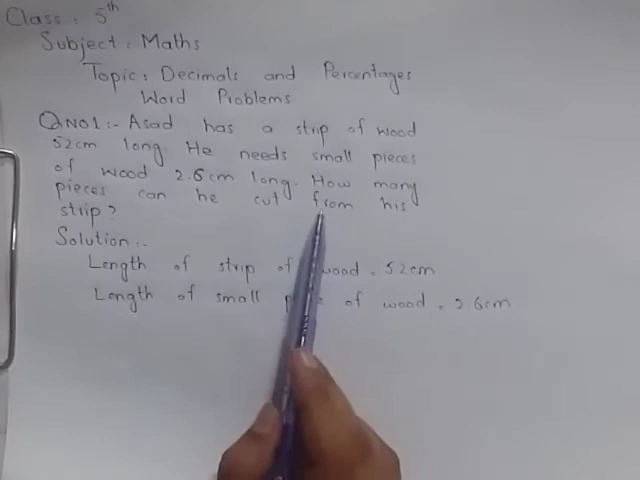 Class: 5th
Subject: Maths
Topic: Decimals and Percentages
Word Problems
Q.NO1:- Asad has a strip of wood
52cm long. He needs small pieces
of wood 2.6cm long. How many
pieces can he cut from his
strip?
Solution:-
Length of strip of wood = 52cm
Length of small of wood = 2.6cm